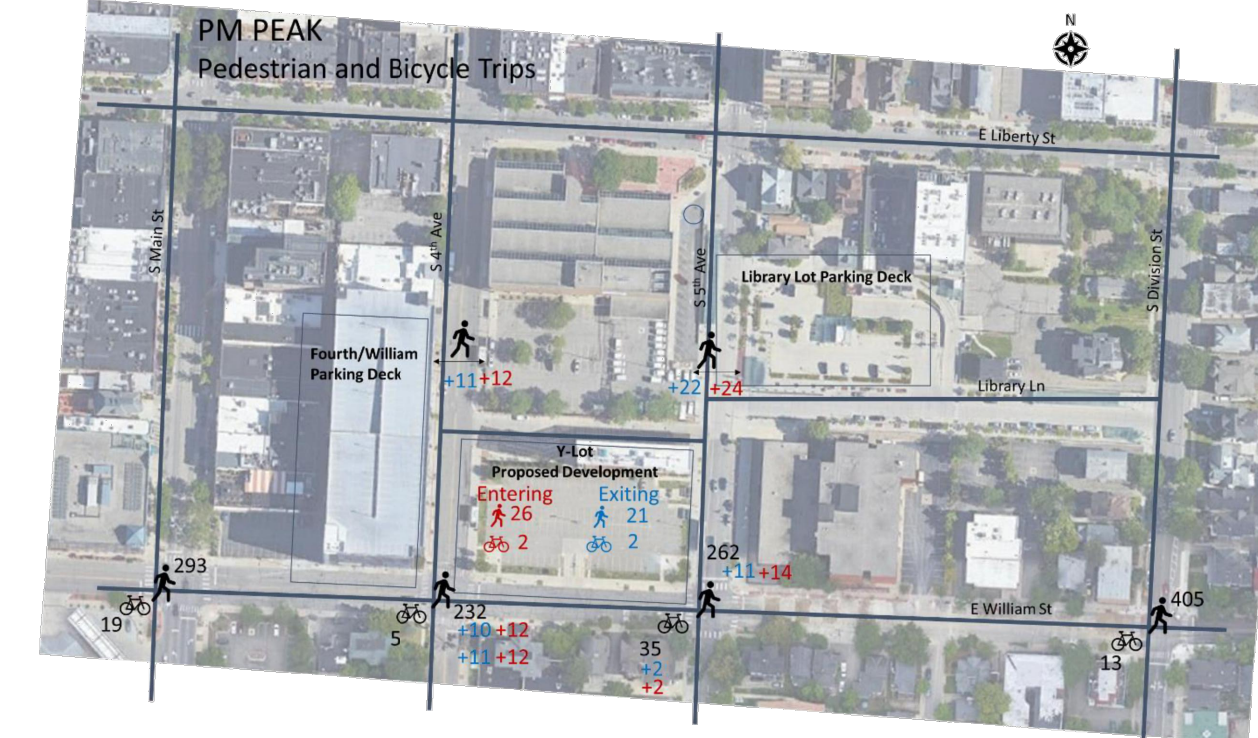 PM PEAK
Pedestrian and Bicycle Trips
N
E Liberty St
S Main St
S 4th Ave
S 5th Ave
S Division St
Library Lot Parking Deck
Fourth/William
Parking Deck
+11 +12
+22 +24
Library Ln
Y-Lot
Proposed Development
Entering Exiting
26 21
2 2
293
19
5
232
+10 +12
+11 +12
262
+11 +14
35
+2
+2
E William St
405
13